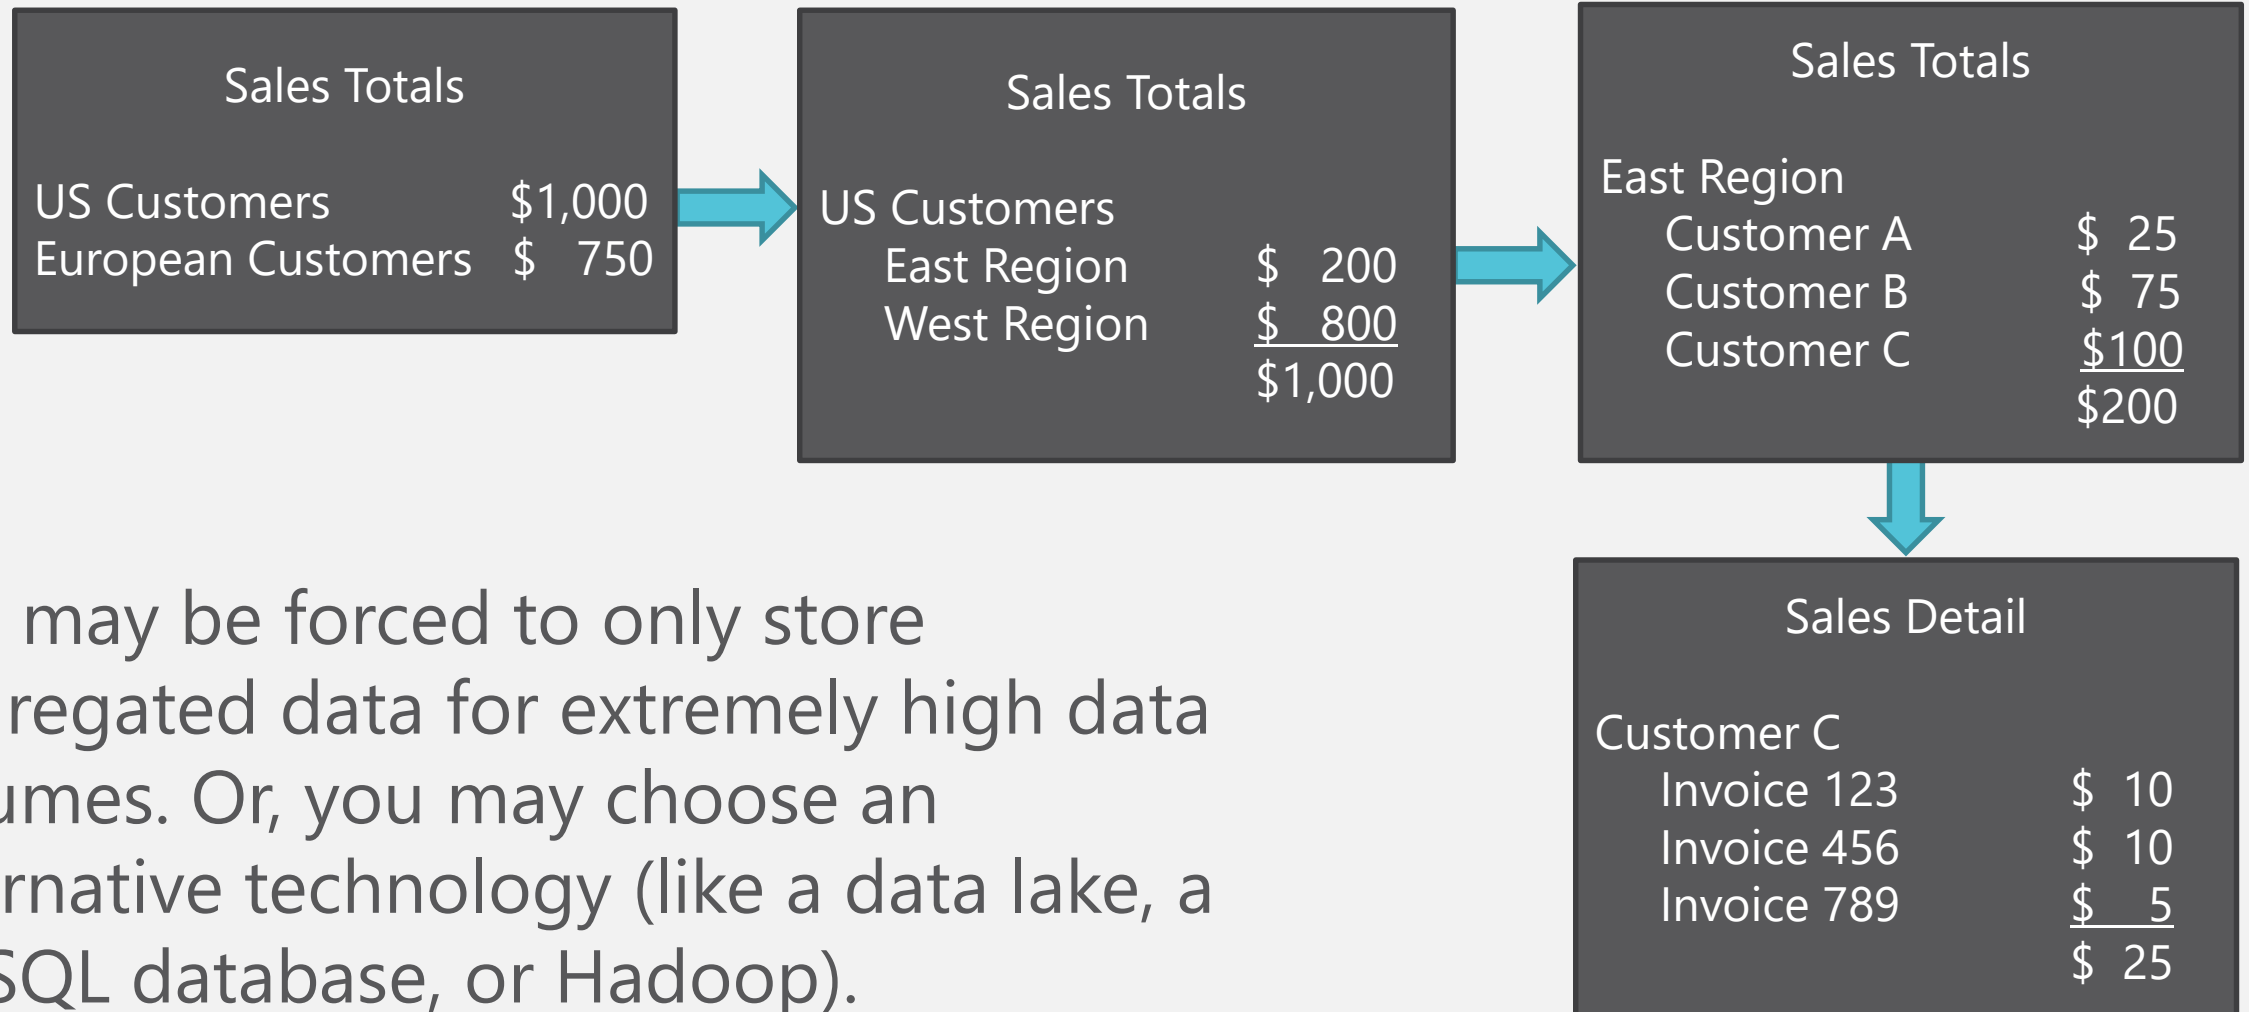 Sales Totals
US Customers $1,000
European Customers $ 750
Sales Totals
US Customers
East Region $ 200
West Region $ 800
$1,000
Sales Totals
East Region
Customer A $ 25
Customer B $ 75
Customer C $100
$200
Sales Detail
Customer C
Invoice 123 $ 10
Invoice 456 $ 10
Invoice 789 $ 5
$ 25
may be forced to only store
regated data for extremely high data
umes. Or, you may choose an
rnative technology (like a data lake, a
SQL database, or Hadoop).